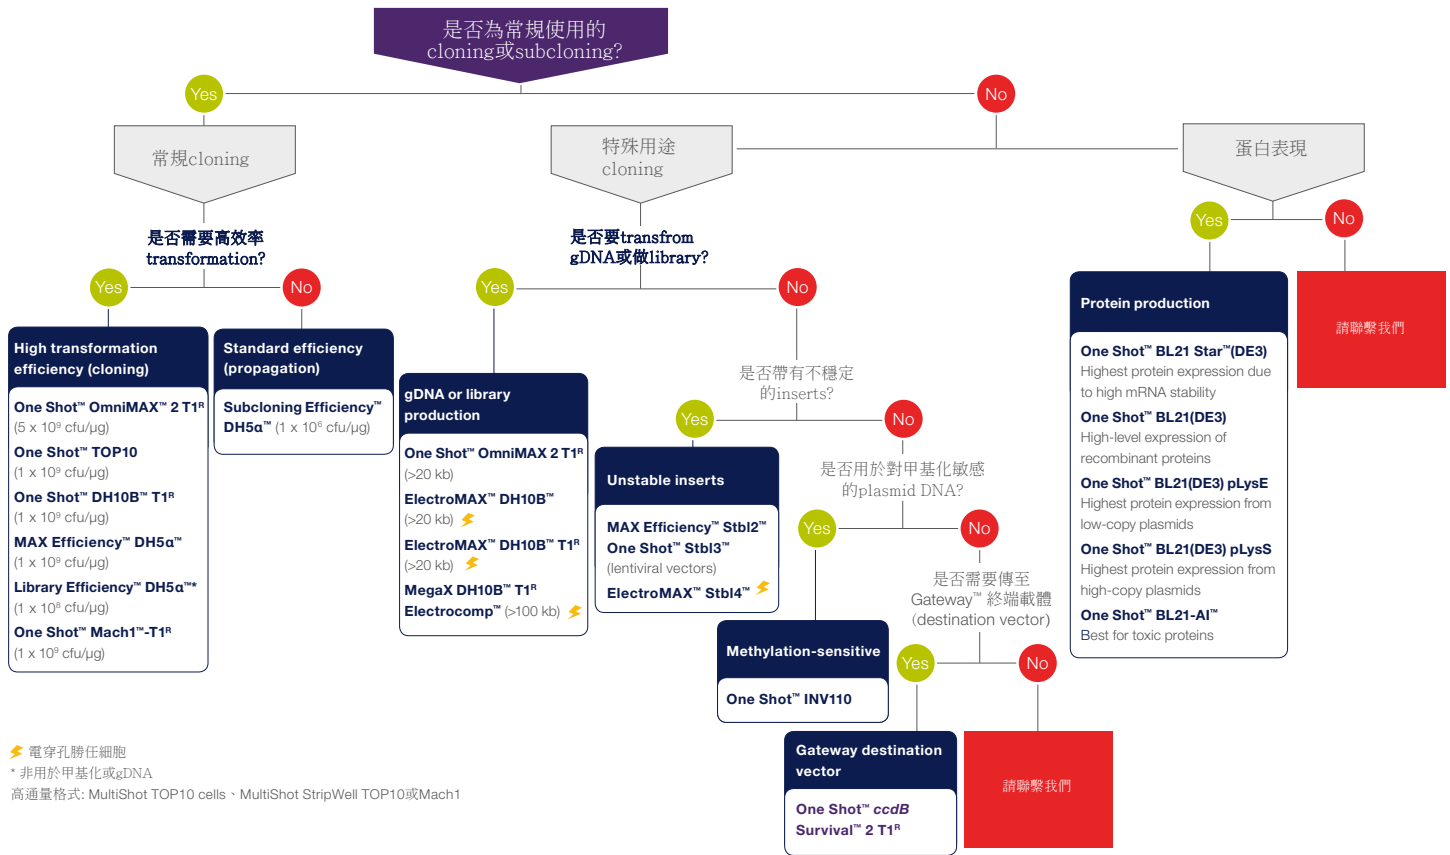 是否為常規使用的
cloning或subcloning?
Yes
No
常規cloning
特殊用途
cloning
蛋白表現
Yes
No
是否需要高效率
transformation?
是否要transfrom
gDNA或做library?
Yes
No
Yes
No
High transformation
efficiency (cloning)
One Shot™ OmniMAX™ 2 T1ᴿ
(5 x 10⁹ cfu/µg)
One Shot™ TOP10
(1 x 10⁹ cfu/µg)
One Shot™ DH10B™ T1ᴿ
(1 x 10⁹ cfu/µg)
MAX Efficiency™ DH5α™
(1 x 10⁹ cfu/µg)
Library Efficiency™ DH5α™*
(1 x 10⁸ cfu/µg)
One Shot™ Mach1™-T1ᴿ
(1 x 10⁹ cfu/µg)
Standard efficiency
(propagation)
Subcloning Efficiency™
DH5α™ (1 x 10⁶ cfu/µg)
gDNA or library
production
One Shot™ OmniMAX 2 T1ᴿ
(>20 kb)
ElectroMAX™ DH10B™
(>20 kb)
ElectroMAX™ DH10B™ T1ᴿ
(>20 kb)
MegaX DH10B™ T1ᴿ
Electrocomp™ (>100 kb)
是否帶有不穩定
的inserts?
Yes
No
Unstable inserts
MAX Efficiency™ Stbl2™
One Shot™ Stbl3™
(lentiviral vectors)
ElectroMAX™ Stbl4™
是否用於對甲基化敏感
的plasmid DNA?
Yes
No
Methylation-sensitive
One Shot™ INV110
是否需要傳至
Gateway™ 終端載體
(destination vector)
Yes
No
Gateway destination
vector
One Shot™ ccdB
Survival™ 2 T1ᴿ
請聯繫我們
Protein production
One Shot™ BL21 Star™(DE3)
Highest protein expression due
to high mRNA stability
One Shot™ BL21(DE3)
High-level expression of
recombinant proteins
One Shot™ BL21(DE3) pLysE
Highest protein expression from
low-copy plasmids
One Shot™ BL21(DE3) pLysS
Highest protein expression from
high-copy plasmids
One Shot™ BL21-AI™
Best for toxic proteins
請聯繫我們
電穿孔勝任細胞
* 非用於甲基化或gDNA
高通量格式: MultiShot TOP10 cells、MultiShot StripWell TOP10或Mach1